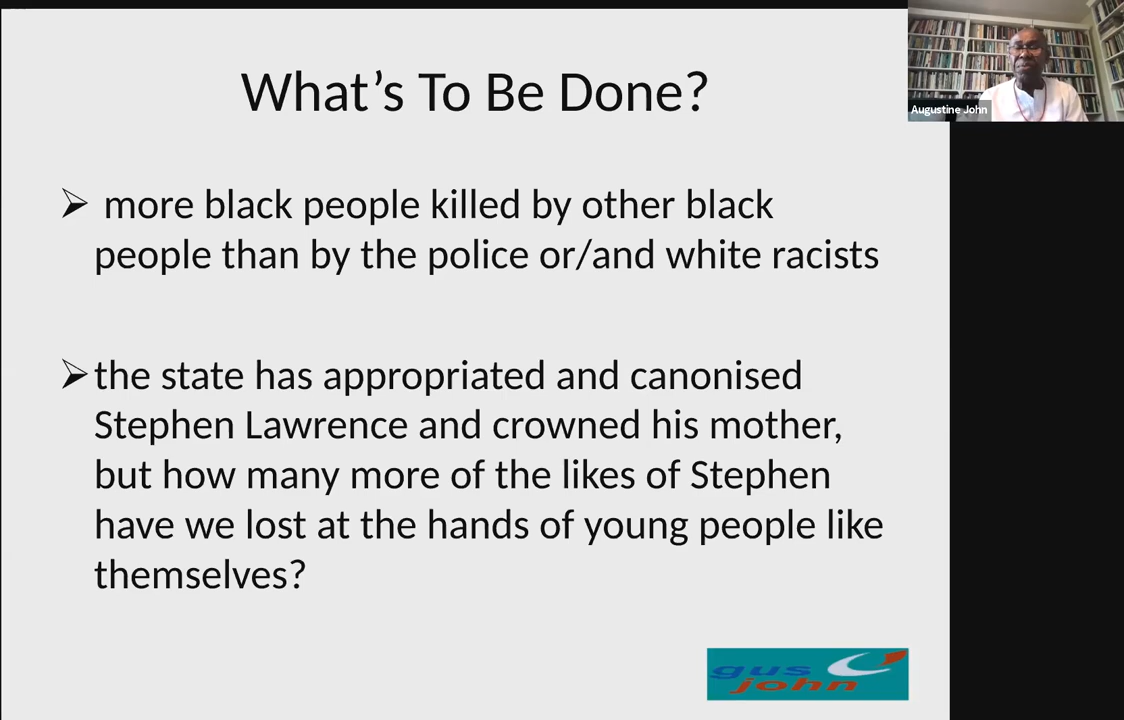 What's To Be Done?
Augustine John
➢ more black people killed by other black
people than by the police or/and white racists
➢the state has appropriated and canonised
Stephen Lawrence and crowned his mother,
but how many more of the likes of Stephen
have we lost at the hands of young people like
themselves?
gus
john